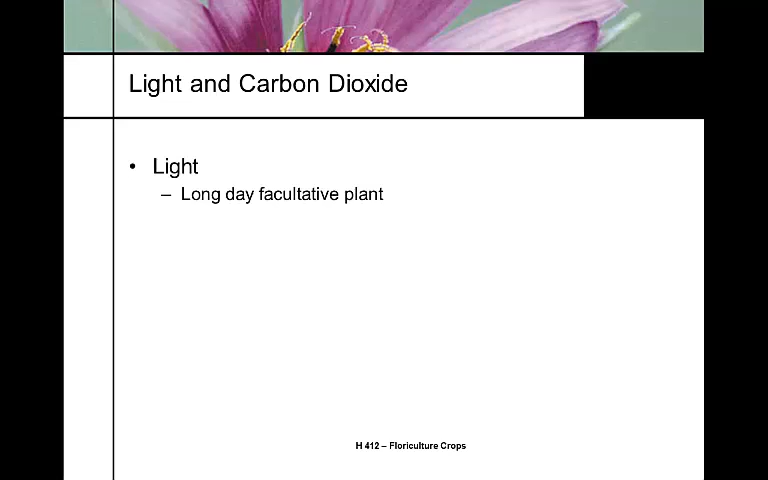 Light and Carbon Dioxide
• Light
– Long day facultative plant
H 412 – Floriculture Crops